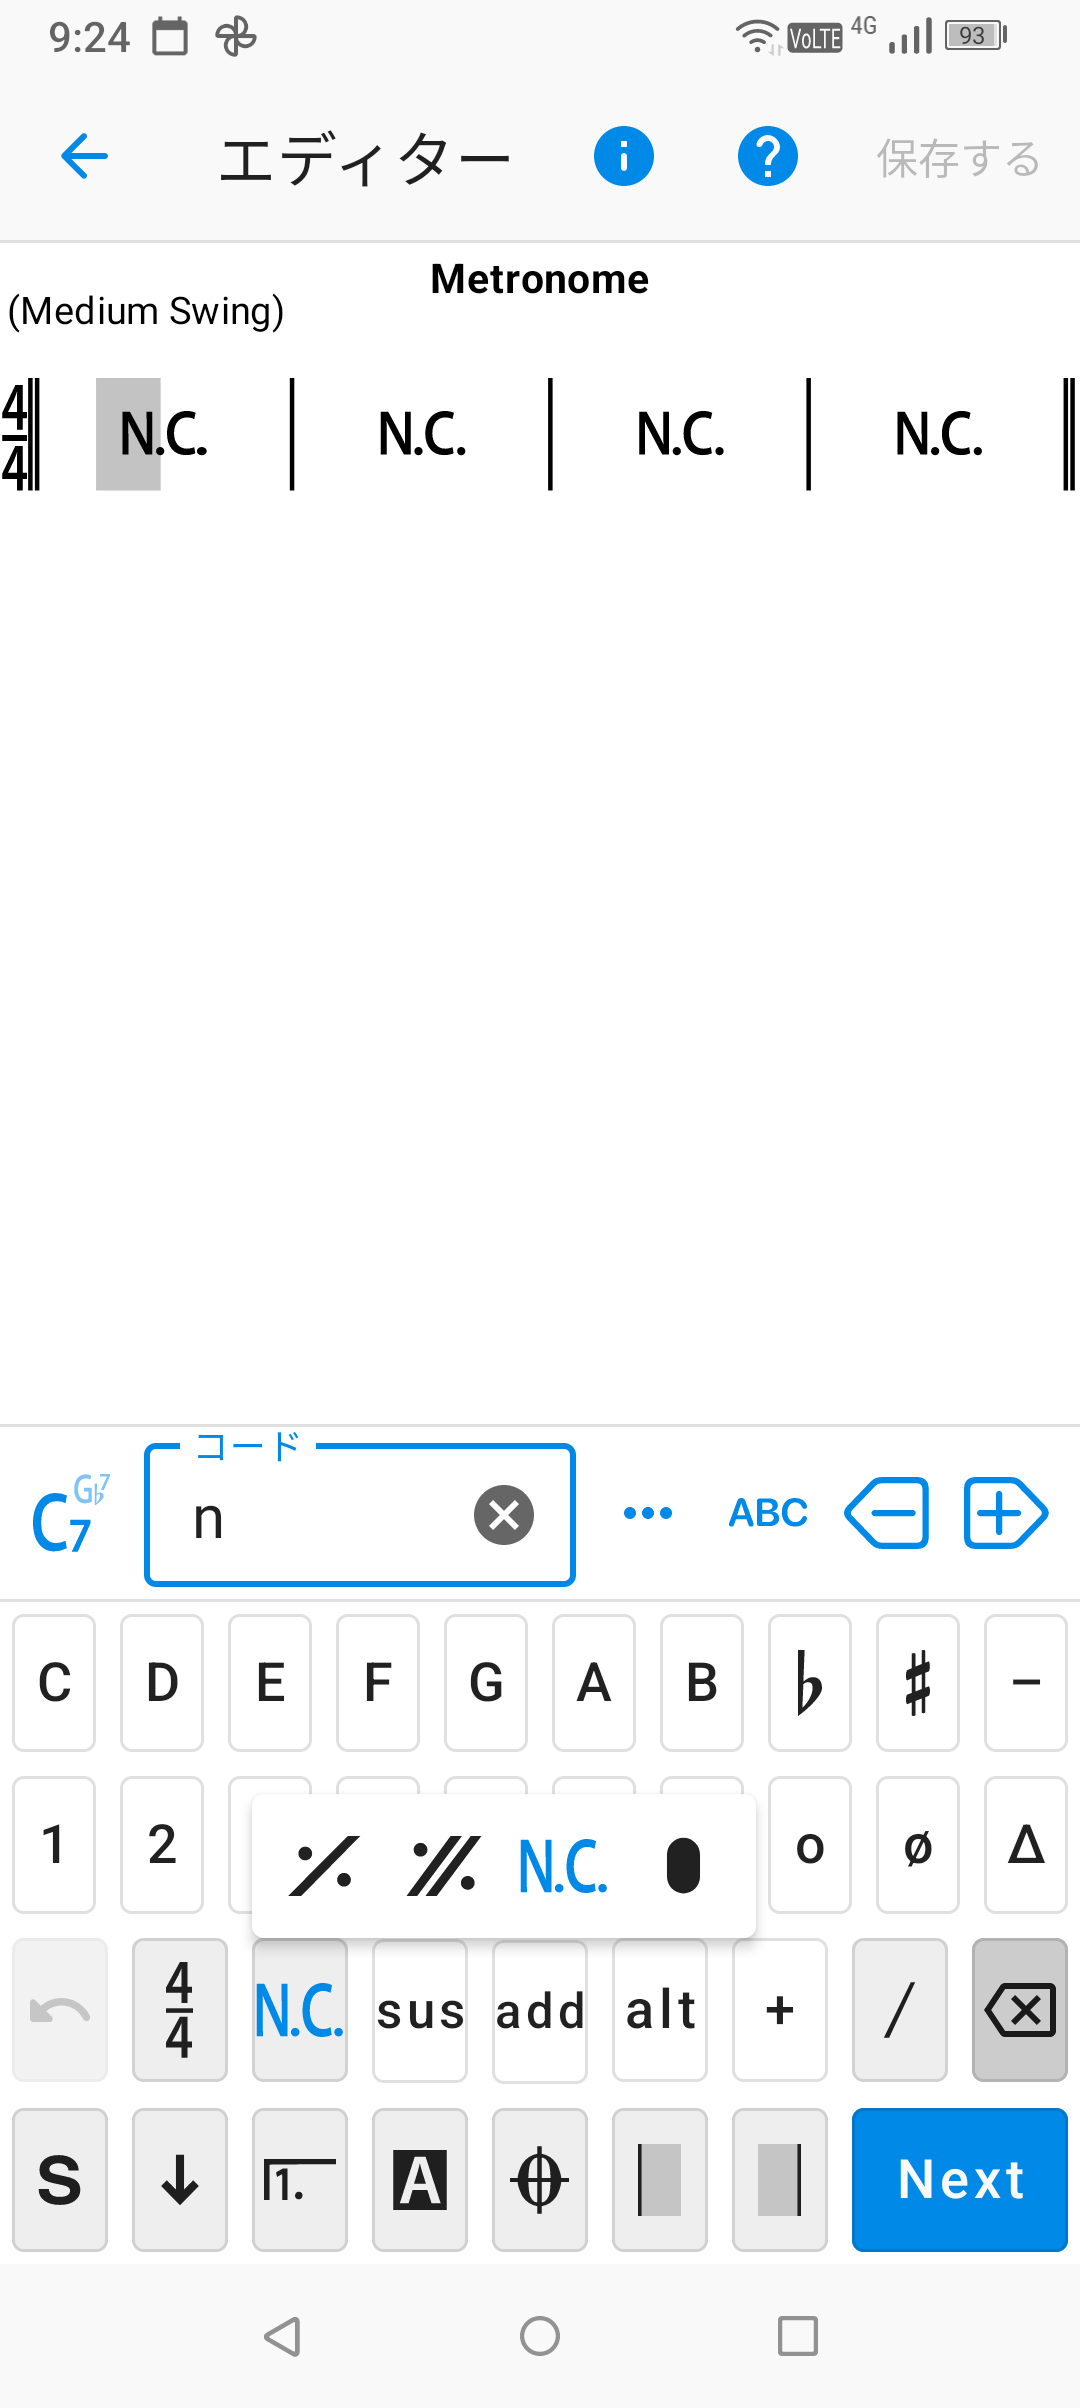 9:24 VoLTE 4G 93
エディター 保存する
Metronome
(Medium Swing)
4/4 N.C. N.C. N.C. N.C.
コード
C7 G♭7 n ABC
C D E F G A B ♭ ♯ –
1 2 o ø Δ
N.C.
4/4 N.C. sus add alt + /
S 1. A Next